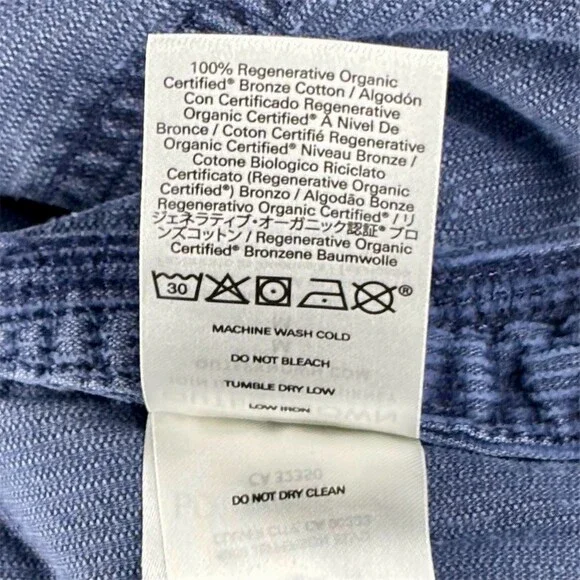 100% Regenerative Organic
Certified® Bronze Cotton / Algodón
Con Certificado Regenerative
Organic Certified® A Nivel De
Bronce / Coton Certifié Regenerative
Organic Certified® Niveau Bronze /
Cotone Biologico Riciclato
Certificato (Regenerative Organic
Certified®) Bronzo / Algodão Bonze
Regenerativo Organic Certified® / リ
ジェネラティブ・オーガニック認証® ブロ
ンズコットン / Regenerative Organic
Certified® Bronzene Baumwolle
30 ®
MACHINE WASH COLD
DO NOT BLEACH
TUMBLE DRY LOW
LOW IRON
DO NOT DRY CLEAN